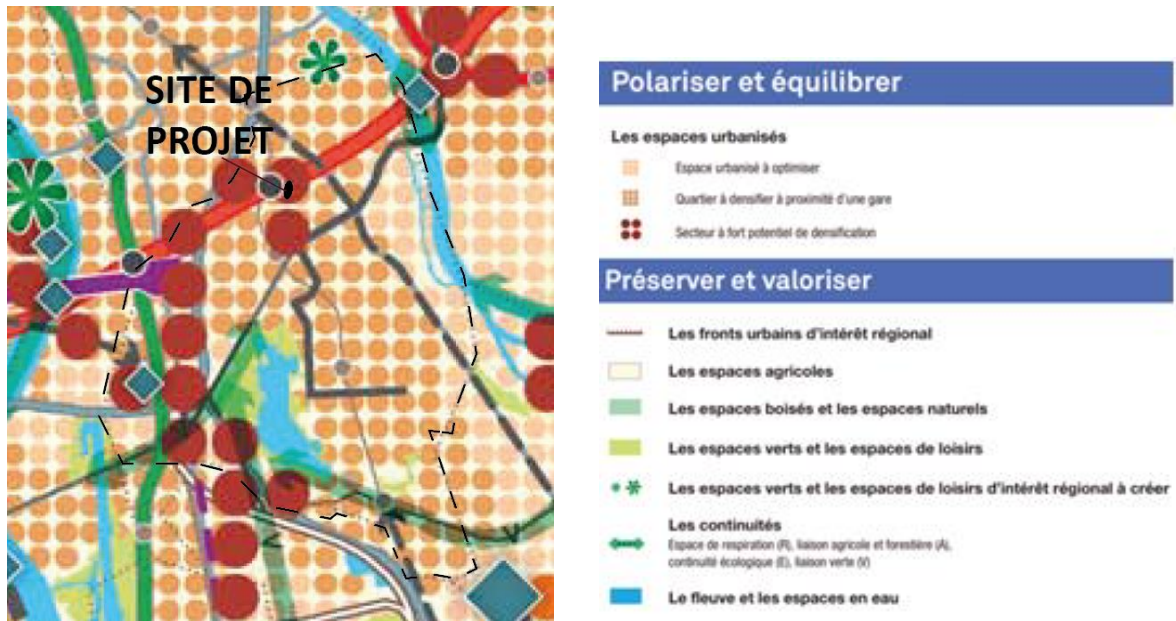 SITE DE
PROJET
V
V
Polariser et équilibrer
Les espaces urbanisés
Espace urbanisé à optimiser
Quartier à densifier à proximité d'une gare
Secteur à fort potentiel de densification
Préserver et valoriser
Les fronts urbains d'intérêt régional
Les espaces agricoles
Les espaces boisés et les espaces naturels
Les espaces verts et les espaces de loisirs
Les espaces verts et les espaces de loisirs d'intérêt régional à créer
Les continuités
Espace de respiration (R), liaison agricole et forestière (A),
continuité écologique (E), liaison verte (V)
Le fleuve et les espaces en eau